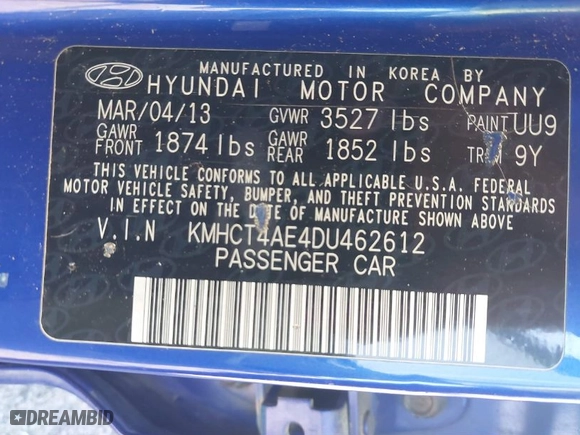 MANUFACTURED IN KOREA BY
HYUNDAI MOTOR COMPANY
MAR/04/13 GVWR 3527 lbs PAINT UU9
GAWR FRONT 1874 lbs GAWR REAR 1852 lbs 9Y
THIS VEHICLE CONFORMS TO ALL APPLICABLE U.S.A. FEDERAL
MOTOR VEHICLE SAFETY, BUMPER, AND THEFT PREVENTION STANDARDS
IN EFFECT ON THE DATE OF MANUFACTURE SHOWN ABOVE
V.I.N KMHCT4AE4DU462612
PASSENGER CAR
DREAMBID